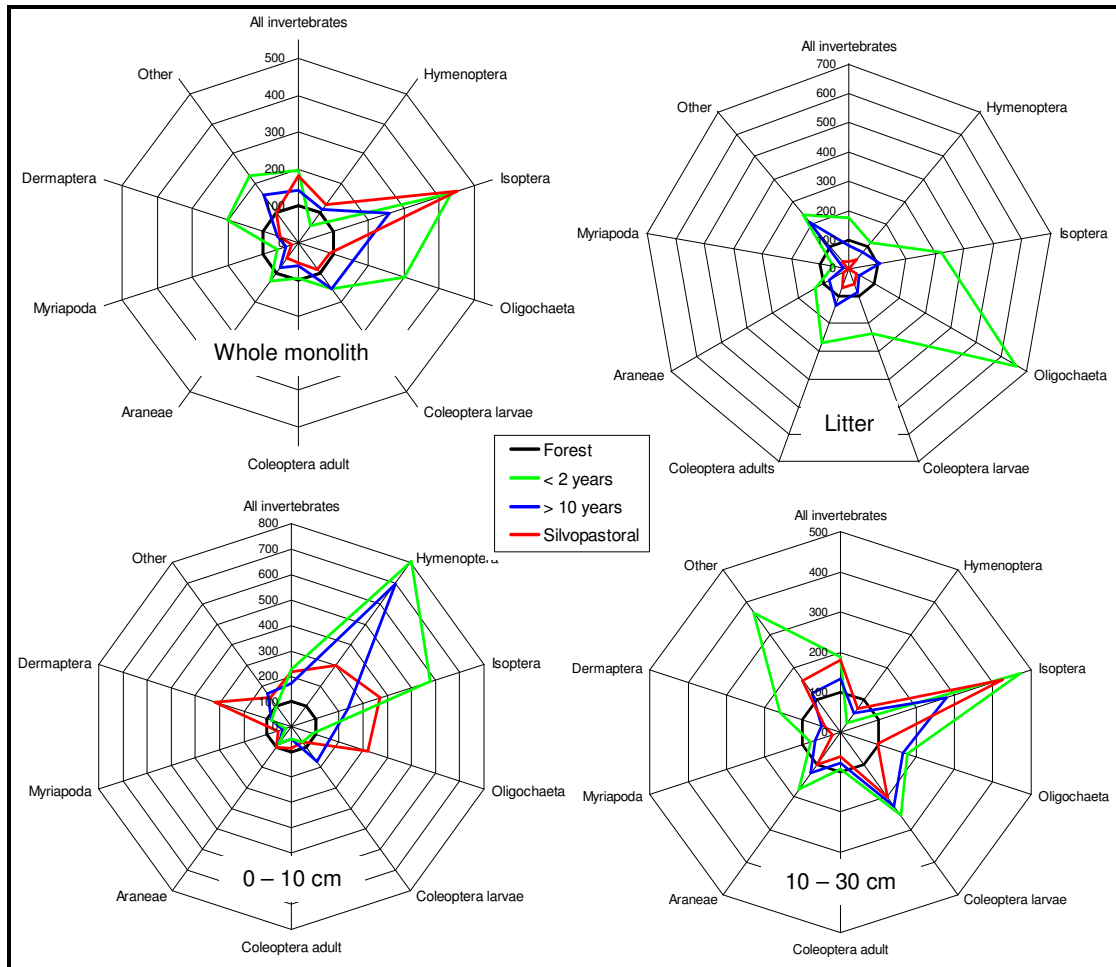 All invertebrates
500
400
300
200
100
0
Hymenoptera
Isoptera
Oligochaeta
Coleoptera larvae
Coleoptera adult
Araneae
Myriapoda
Dermaptera
Other
Whole monolith
All invertebrates
700
600
500
400
300
200
100
0
Hymenoptera
Isoptera
Oligochaeta
Coleoptera larvae
Coleoptera adults
Araneae
Myriapoda
Other
Litter
Forest
< 2 years
> 10 years
Silvopastoral
All invertebrates
800
700
600
500
400
300
200
100
0
Hymenoptera
Isoptera
Oligochaeta
Coleoptera larvae
Coleoptera adult
Araneae
Myriapoda
Dermaptera
Other
0 – 10 cm
All invertebrates
500
400
300
200
100
0
Hymenoptera
Isoptera
Oligochaeta
Coleoptera larvae
Coleoptera adult
Araneae
Myriapoda
Dermaptera
Other
10 – 30 cm